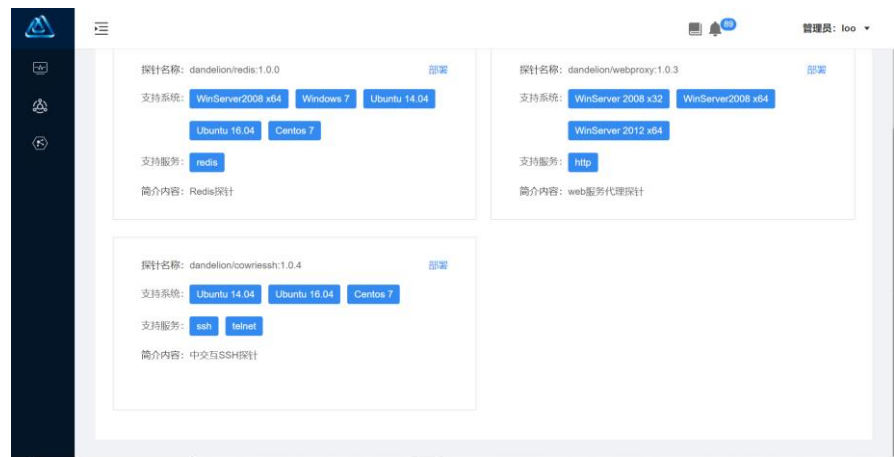 89
管理员：loo
探针名称：dandelion/redis:1.0.0 部署
支持系统：WinServer2008 x64 Windows 7 Ubuntu 14.04
Ubuntu 16.04 Centos 7
支持服务：redis
简介内容：Redis探针
探针名称：dandelion/webproxy:1.0.3 部署
支持系统：WinServer 2008 x32 WinServer2008 x64
WinServer 2012 x64
支持服务：http
简介内容：web服务代理探针
探针名称：dandelion/cowriessh:1.0.4 部署
支持系统：Ubuntu 14.04 Ubuntu 16.04 Centos 7
支持服务：ssh telnet
简介内容：中交互SSH探针